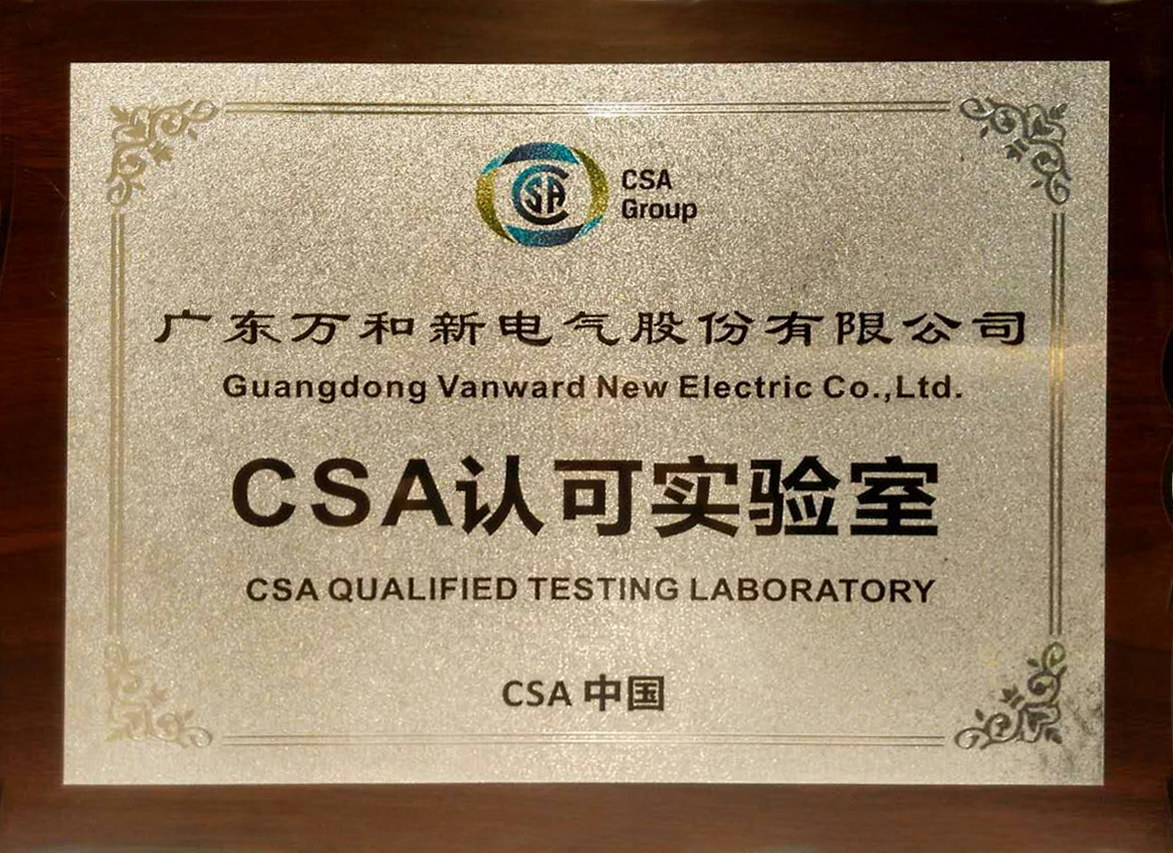 CSA
CSA
Group
广东万和新电气股份有限公司
Guangdong Vanward New Electric Co.,Ltd.
CSA认可实验室
CSA QUALIFIED TESTING LABORATORY
CSA 中国